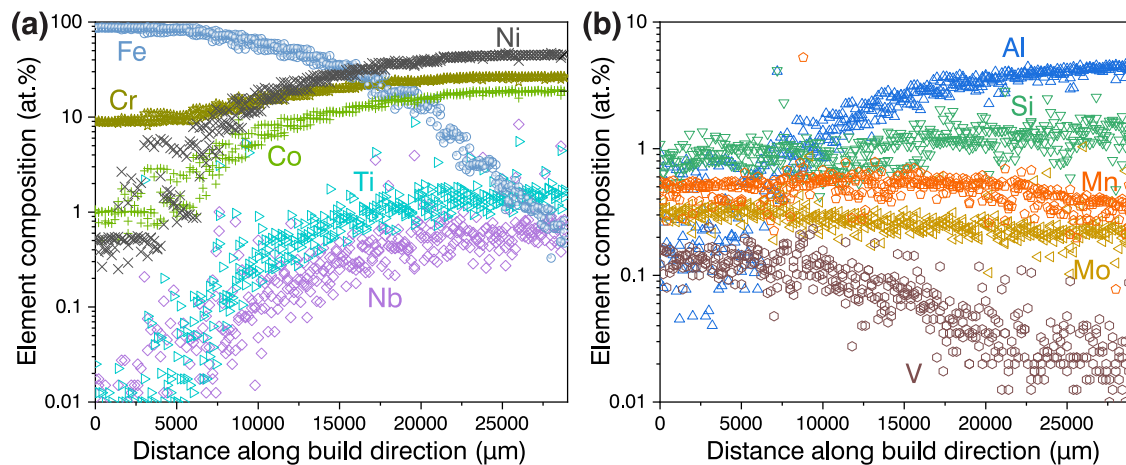 (a)
Element composition (at.%)
100
10
1
0.1
0.01
Fe
Ni
Cr
Co
Ti
Nb
0 5000 10000 15000 20000 25000
Distance along build direction (μm)
(b)
Element composition (at.%)
10
1
0.1
0.01
Al
Si
Mn
Mo
V
0 5000 10000 15000 20000 25000
Distance along build direction (μm)